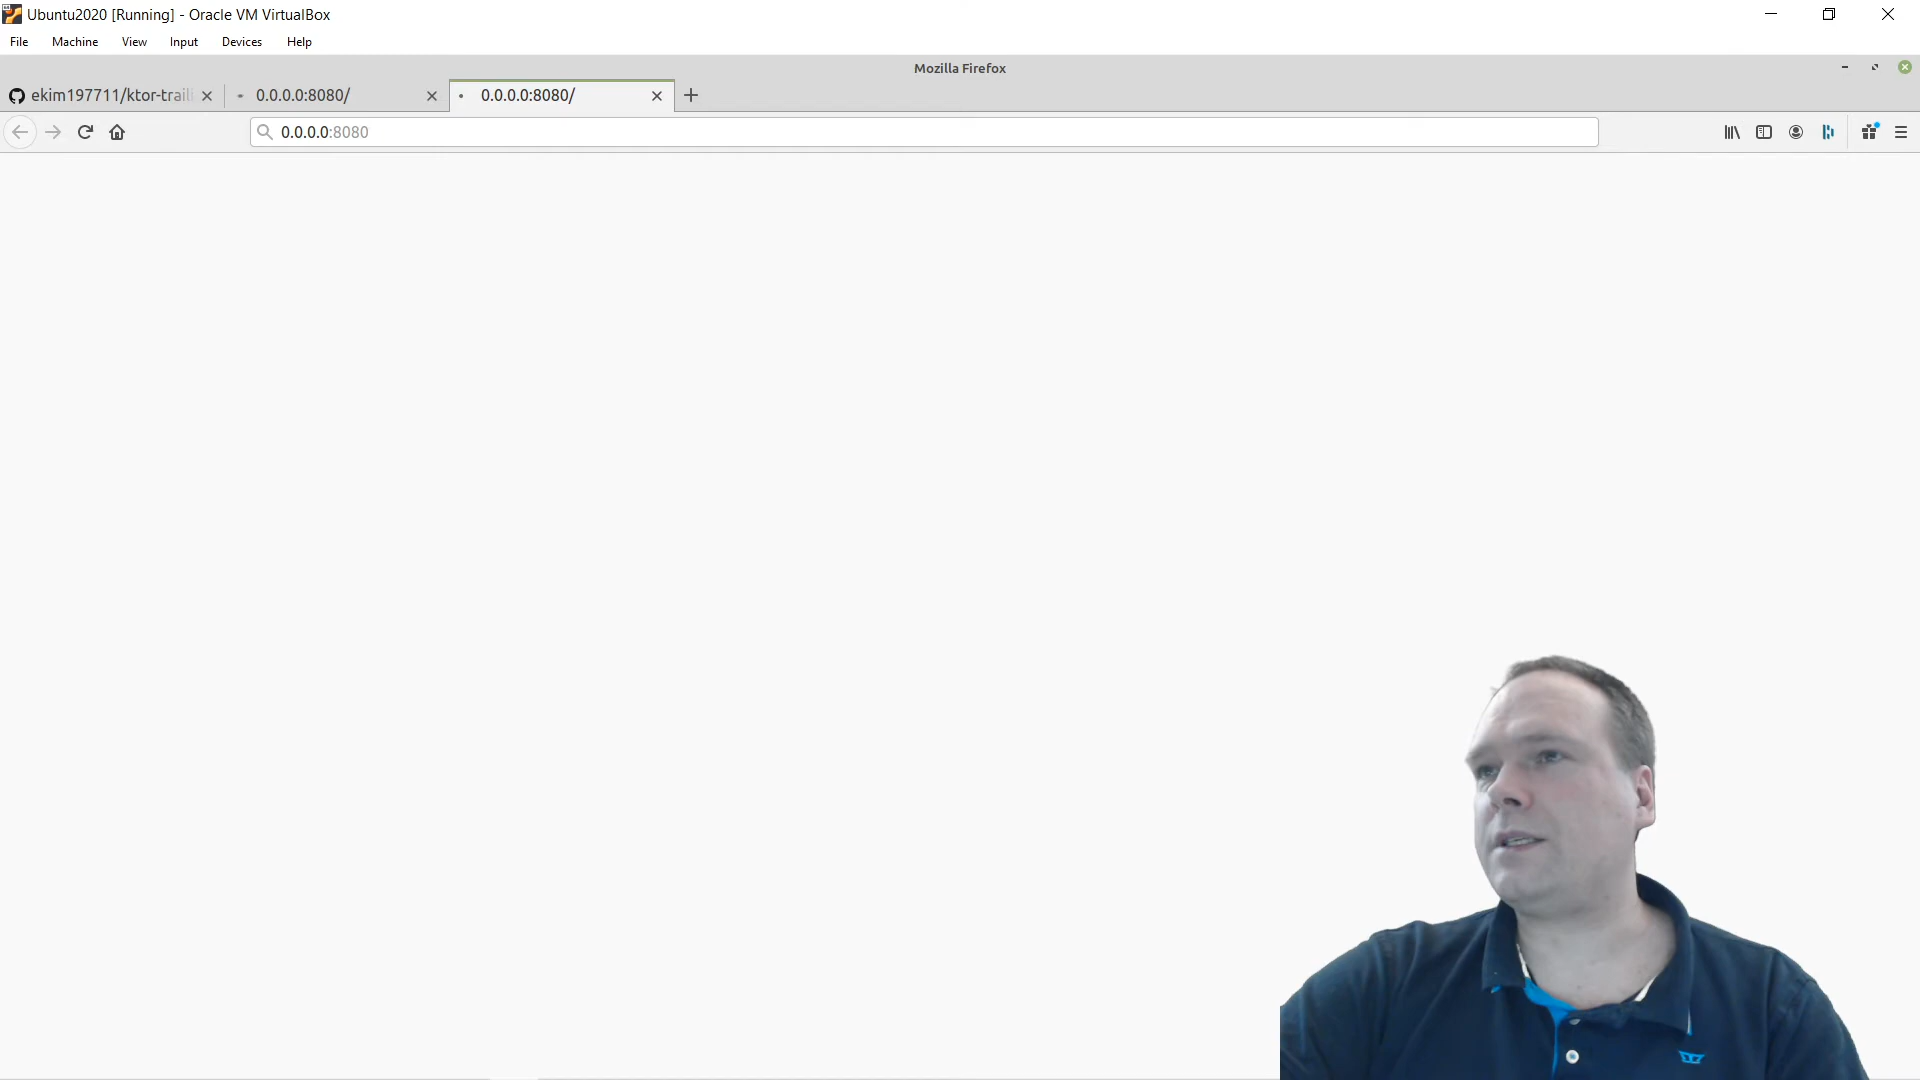 Ubuntu2020 [Running] - Oracle VM VirtualBox
File Machine View Input Devices Help
Mozilla Firefox
ekim197711/ktor-traili 0.0.0.0:8080/ 0.0.0.0:8080/
0.0.0.0:8080